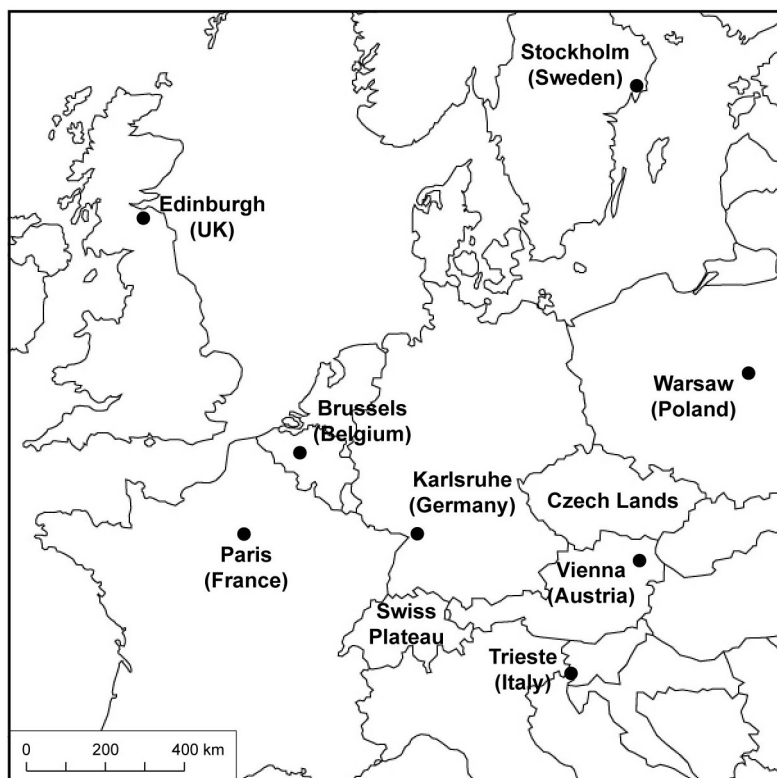 Stockholm
(Sweden)
Edinburgh
(UK)
Warsaw
(Poland)
Brussels
(Belgium)
Karlsruhe
(Germany)
Czech Lands
Paris
(France)
Vienna
(Austria)
Swiss
Plateau
Trieste
(Italy)
0 200 400 km